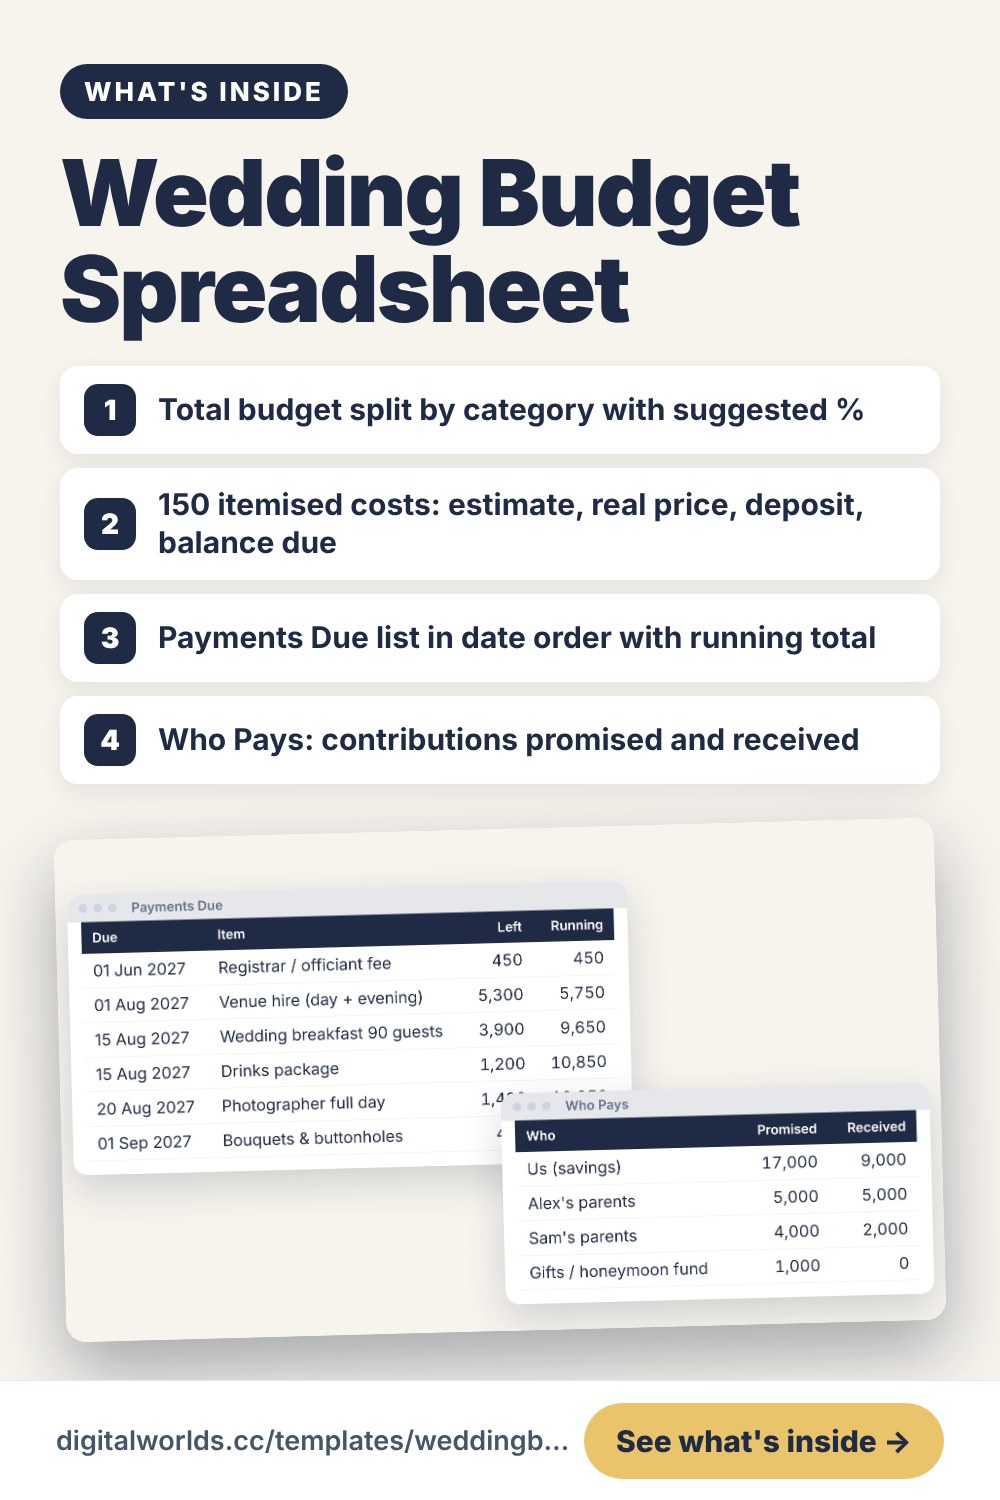 WHAT'S INSIDE
Wedding Budget
Spreadsheet
1 Total budget split by category with suggested %
2 150 itemised costs: estimate, real price, deposit,
balance due
3 Payments Due list in date order with running total
4 Who Pays: contributions promised and received
Payments Due
Due Item Left Running
01 Jun 2027 Registrar / officiant fee 450 450
01 Aug 2027 Venue hire (day + evening) 5,300 5,750
15 Aug 2027 Wedding breakfast 90 guests 3,900 9,650
15 Aug 2027 Drinks package 1,200 10,850
20 Aug 2027 Photographer full day
01 Sep 2027 Bouquets & buttonholes
Who Pays
Who Promised Received
Us (savings) 17,000 9,000
Alex's parents 5,000 5,000
Sam's parents 4,000 2,000
Gifts / honeymoon fund 1,000 0
digitalworlds.cc/templates/weddingb...
See what's inside →